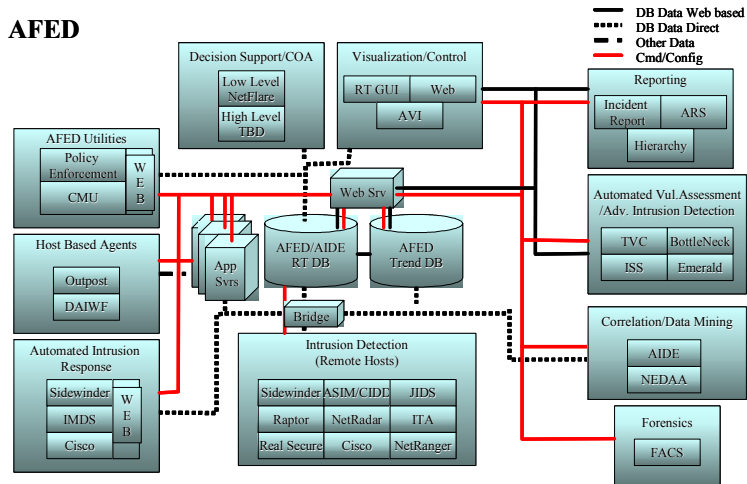 AFED
DB Data Web based
DB Data Direct
Other Data
Cmd/Config
Decision Support/COA
Low Level
NetFlare
High Level
TBD
Visualization/Control
RT GUI
Web
AVI
Reporting
Incident
Report
ARS
Hierarchy
AFED Utilities
Policy
Enforcement
CMU
W
E
B
Web Srv
Automated Vul.Assessment
/Adv. Intrusion Detection
TVC
BottleNeck
ISS
Emerald
Host Based Agents
Outpost
DAIWF
App
Svrs
AFED/AIDE
RT DB
AFED
Trend DB
Bridge
Correlation/Data Mining
AIDE
NEDAA
Automated Intrusion
Response
Sidewinder
IMDS
Cisco
W
E
B
Intrusion Detection
(Remote Hosts)
Sidewinder
ASIM/CIDD
JIDS
Raptor
NetRadar
ITA
Real Secure
Cisco
NetRanger
Forensics
FACS